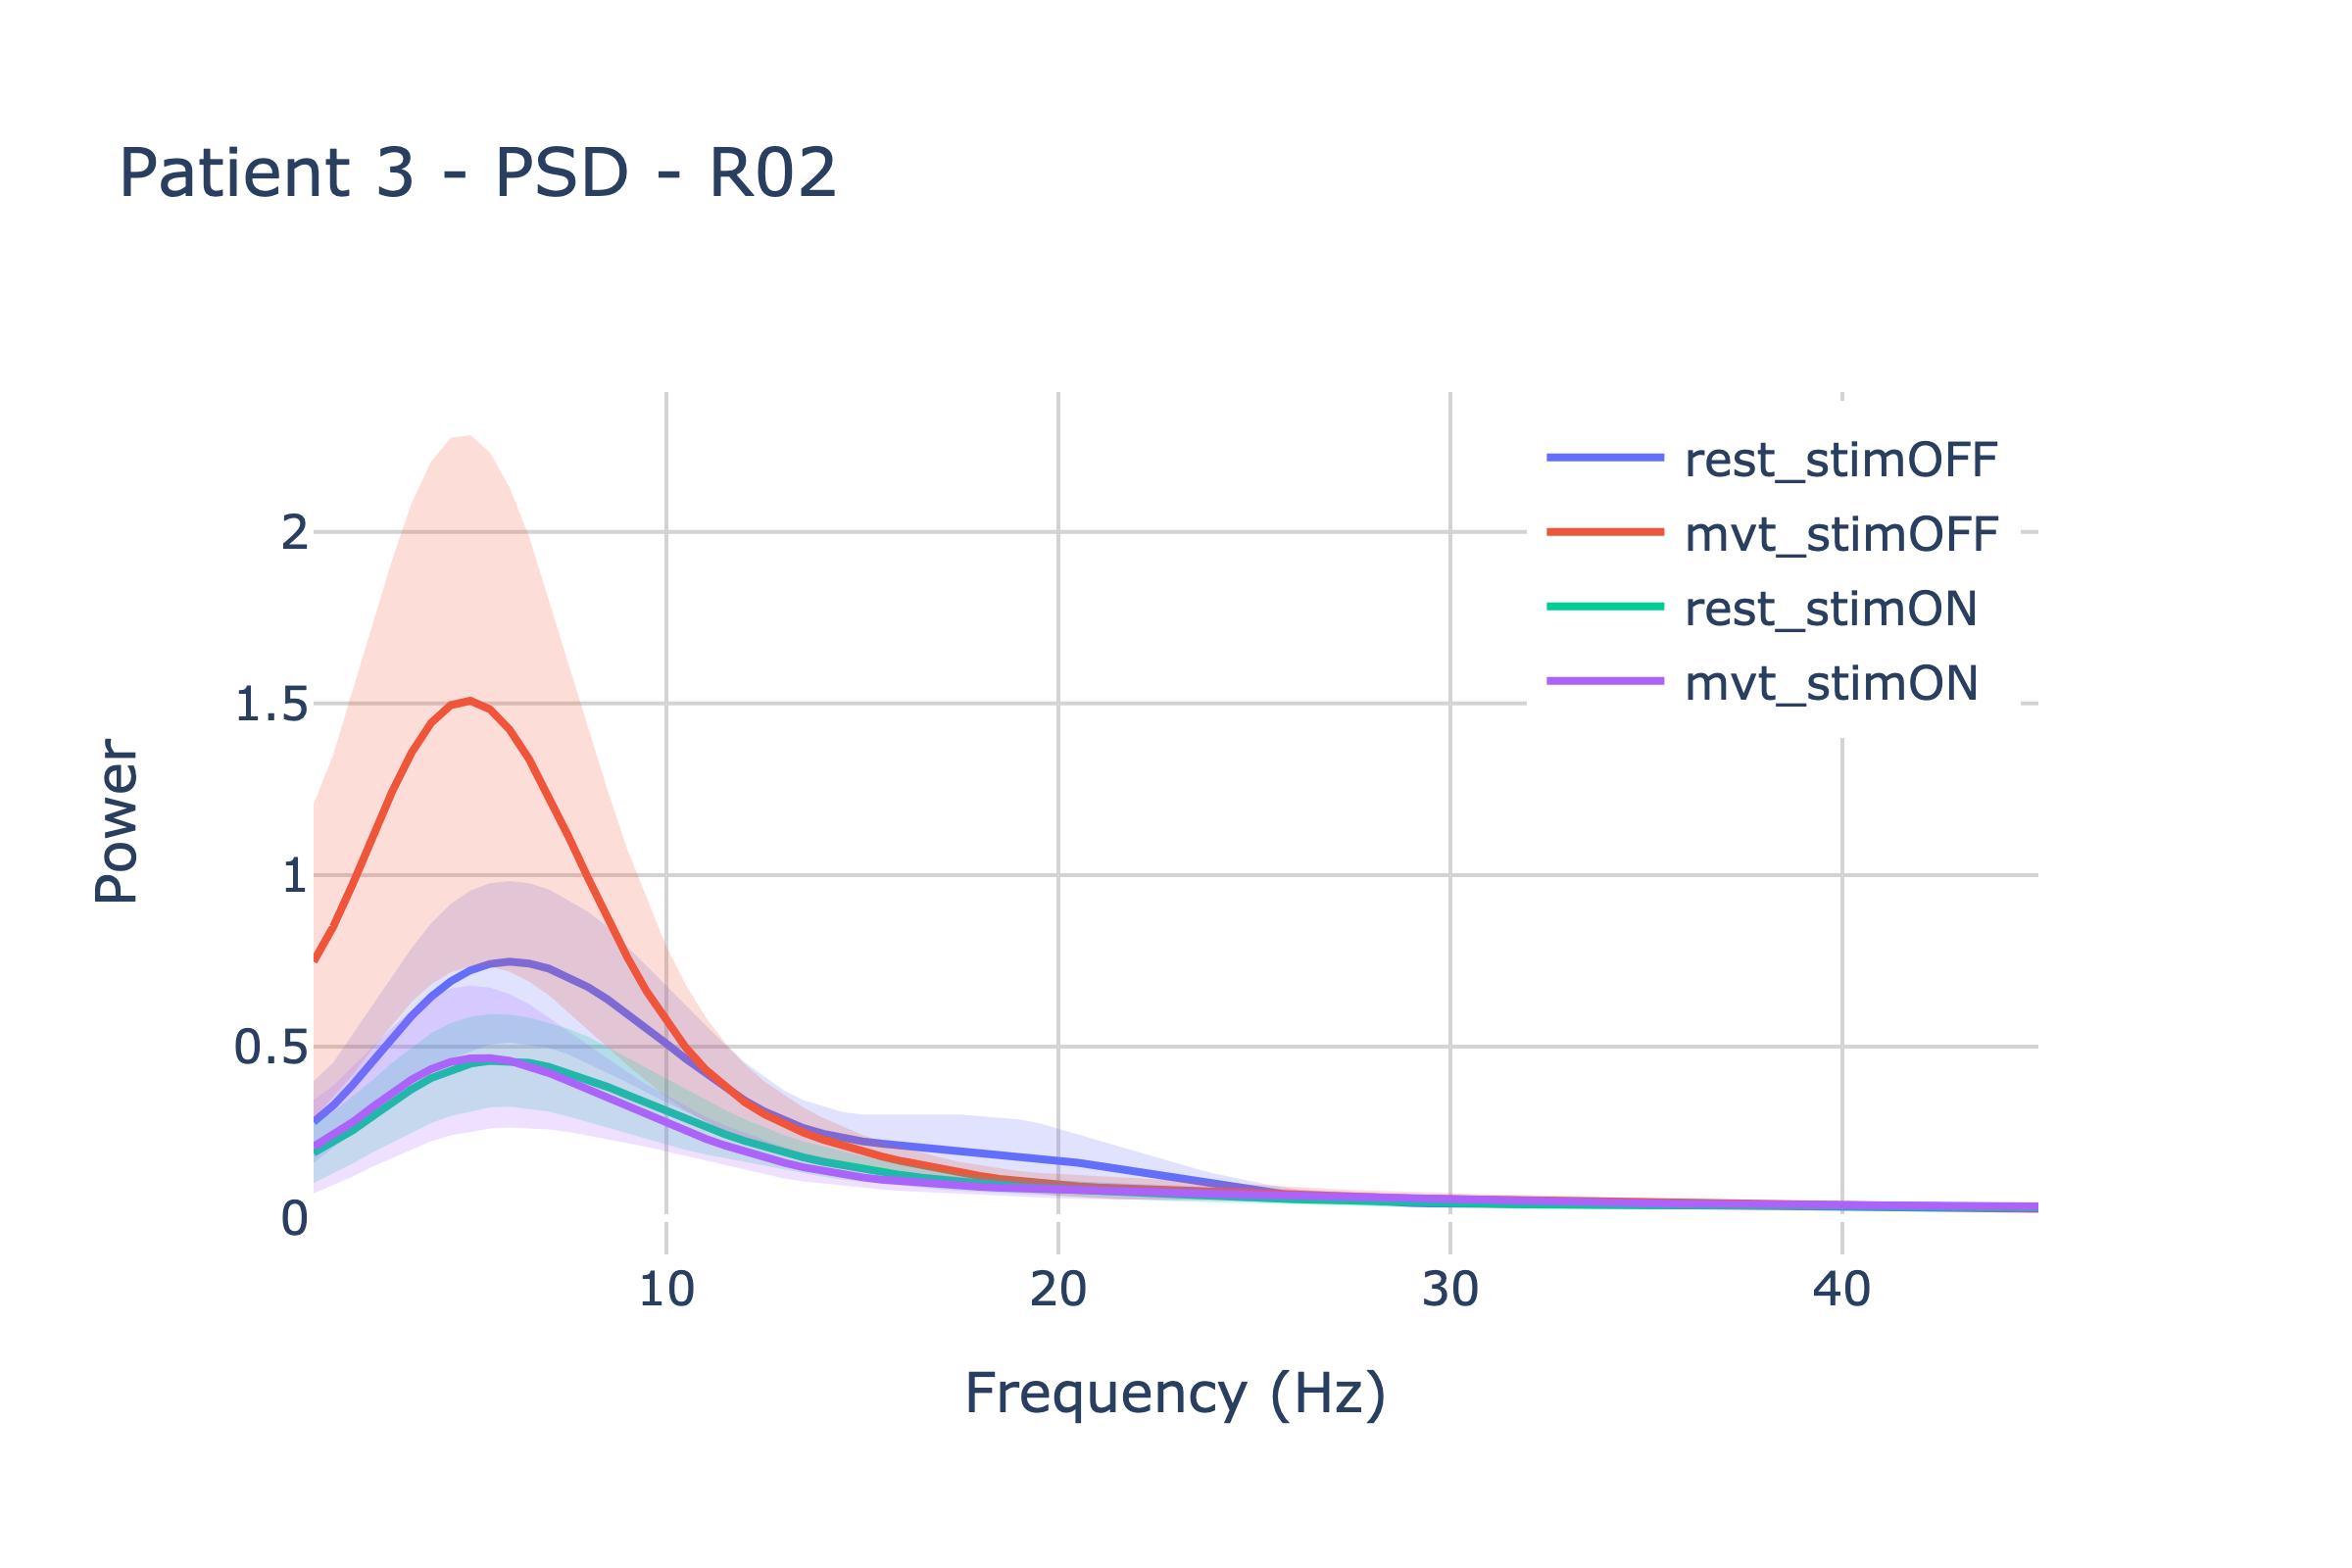 Patient 3 - PSD - R02
rest_stimOFF
mvt_stimOFF
rest_stimON
mvt_stimON
Power
2
1.5
1
0.5
0
10 20 30 40
Frequency (Hz)